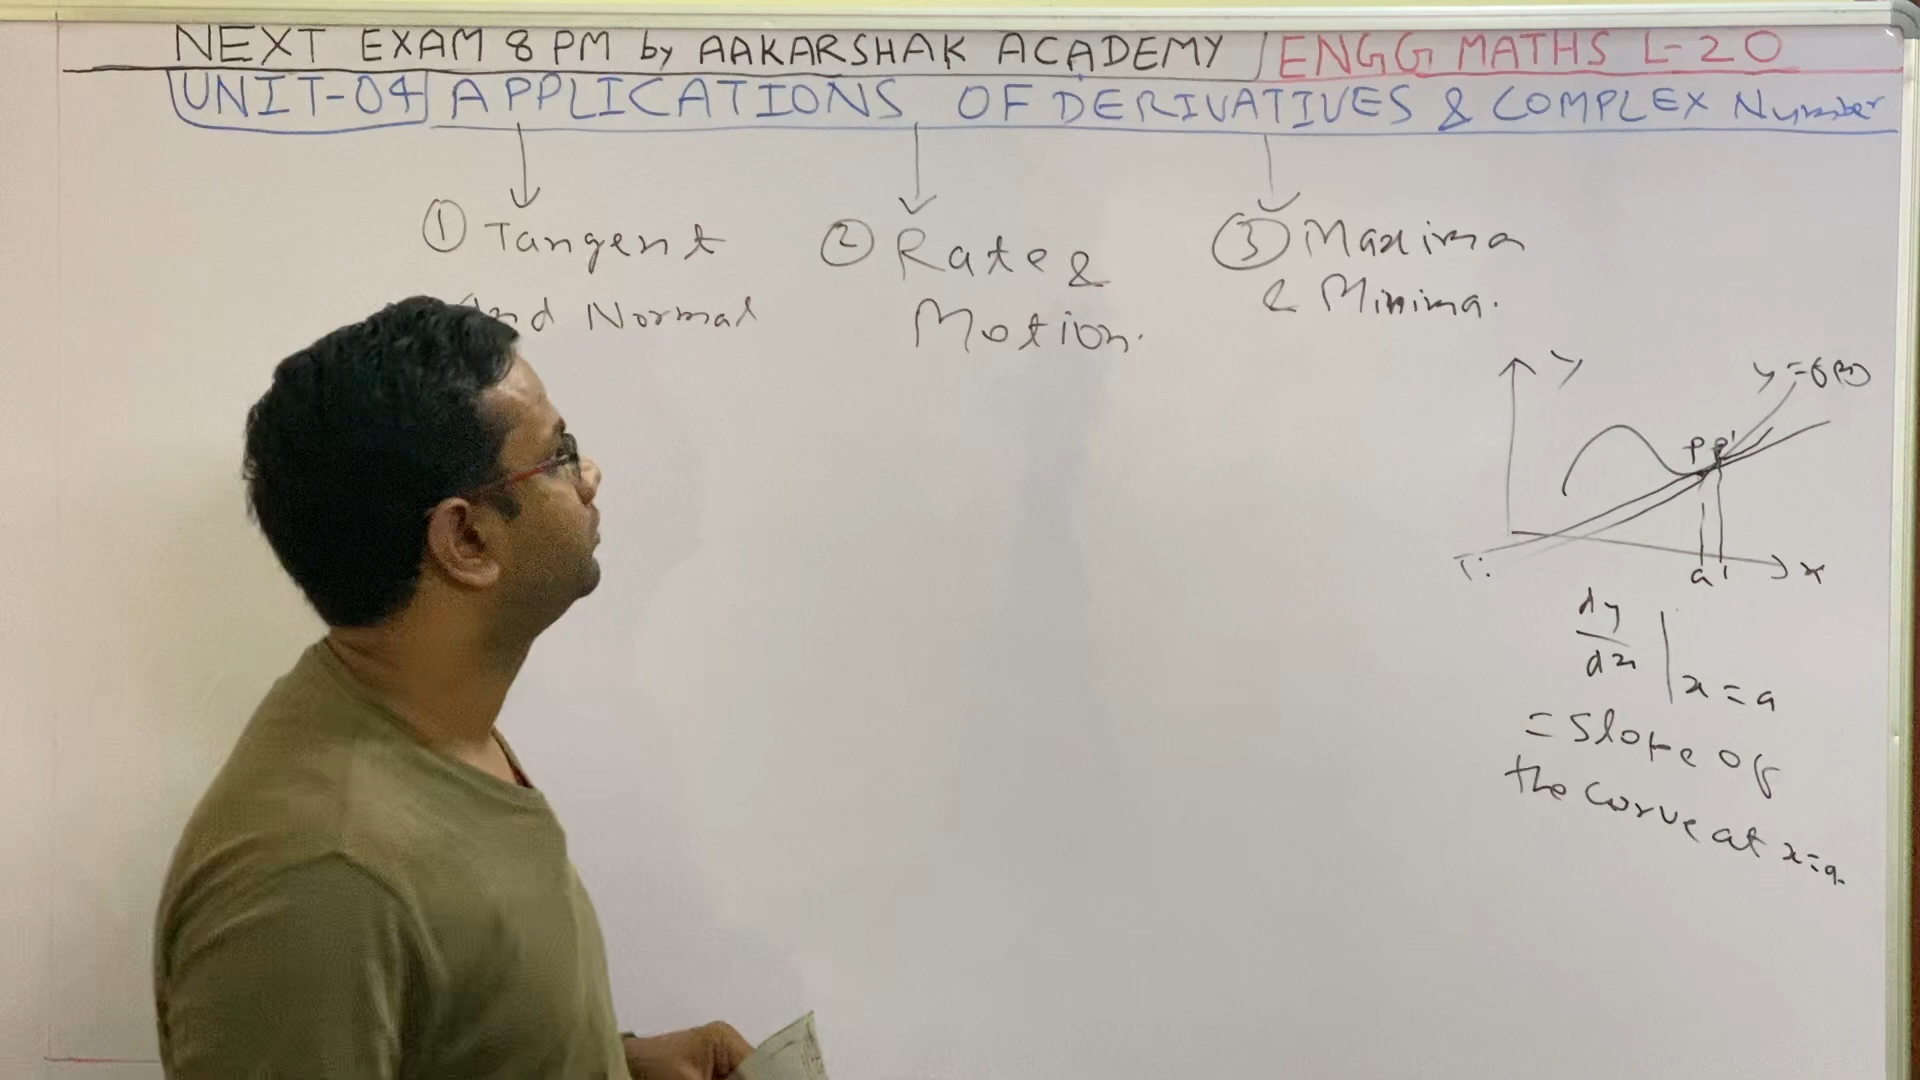 NEXT EXAM 8 PM by AAKARSHAK ACADEMY
ENGG MATHS L-20
UNIT-04 APPLICATIONS OF DERIVATIVES & COMPLEX Number
① Tangent
and Normal
② Rate &
Motion.
③ Maxima
& Minima.
y
P P'
a
x
dy
dx
x=a
= slope of
the curve at x=a